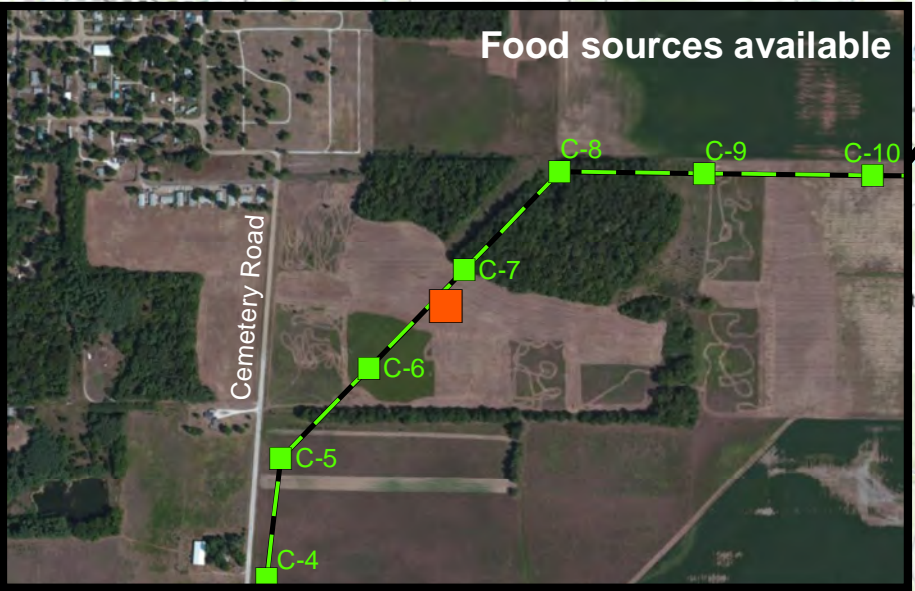 Food sources available
C-8
C-9
C-10
Cemetery Road
C-7
C-6
C-5
C-4